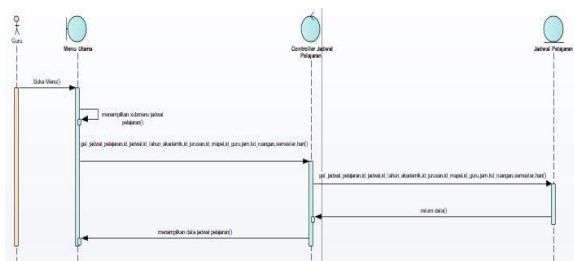 Guru
Menu Utama
Controller Jadwal
Pelajaran
Jadwal Pelajaran
Buka Menu()
menampilkan submenu jadwal
pelajaran()
get_jadwal_pelajaran,id_jadwal,id_tahun_akademik,id_jurusan,id_mapel,id_guru,jam,kd_ruangan,semester,hari()
get_jadwal_pelajaran,id_jadwal,id_tahun_akademik,id_jurusan,id_mapel,id_guru,jam,kd_ruangan,semester,hari()
return data()
menampilkan data jadwal pelajaran()